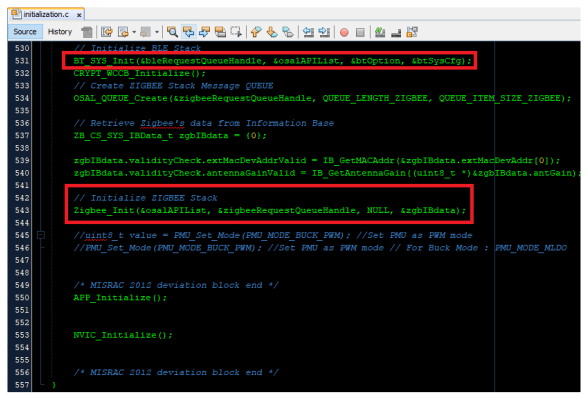 initialization.c x
Source History
530 // Initialize BLE Stack
531 BT_SYS_Init(&bleRequestQueueHandle, &osalAPIList, &btOption, &btSysCfg);
532 CRYPT_WCCB_Initialize();
533 // Create ZIGBEE Stack Message QUEUE
534 OSAL_QUEUE_Create(&zigbeeRequestQueueHandle, QUEUE_LENGTH_ZIGBEE, QUEUE_ITEM_SIZE_ZIGBEE);
535
536 // Retrieve Zigbee's data from Information Base
537 ZB_CS_SYS_IBData_t zgbIBdata = {0};
538
539 zgbIBdata.validityCheck.extMacDevAddrValid = IB_GetMACAddr(&zgbIBdata.extMacDevAddr[0]);
540 zgbIBdata.validityCheck.antennaGainValid = IB_GetAntennaGain((uint8_t *)&zgbIBdata.antGain);
541
542 // Initialize ZIGBEE Stack
543 Zigbee_Init(&osalAPIList, &zigbeeRequestQueueHandle, NULL, &zgbIBdata);
544
545 //uint8_t value = PMU_Set_Mode(PMU_MODE_BUCK_PWM); //Set PMU as PWM mode
546 //PMU_Set_Mode(PMU_MODE_BUCK_PWM); //Set PMU as PWM mode // For Buck Mode : PMU_MODE_MLDO
547
548
549 /* MISRAC 2012 deviation block end */
550 APP_Initialize();
551
552
553 NVIC_Initialize();
554
555
556 /* MISRAC 2012 deviation block end */
557 }